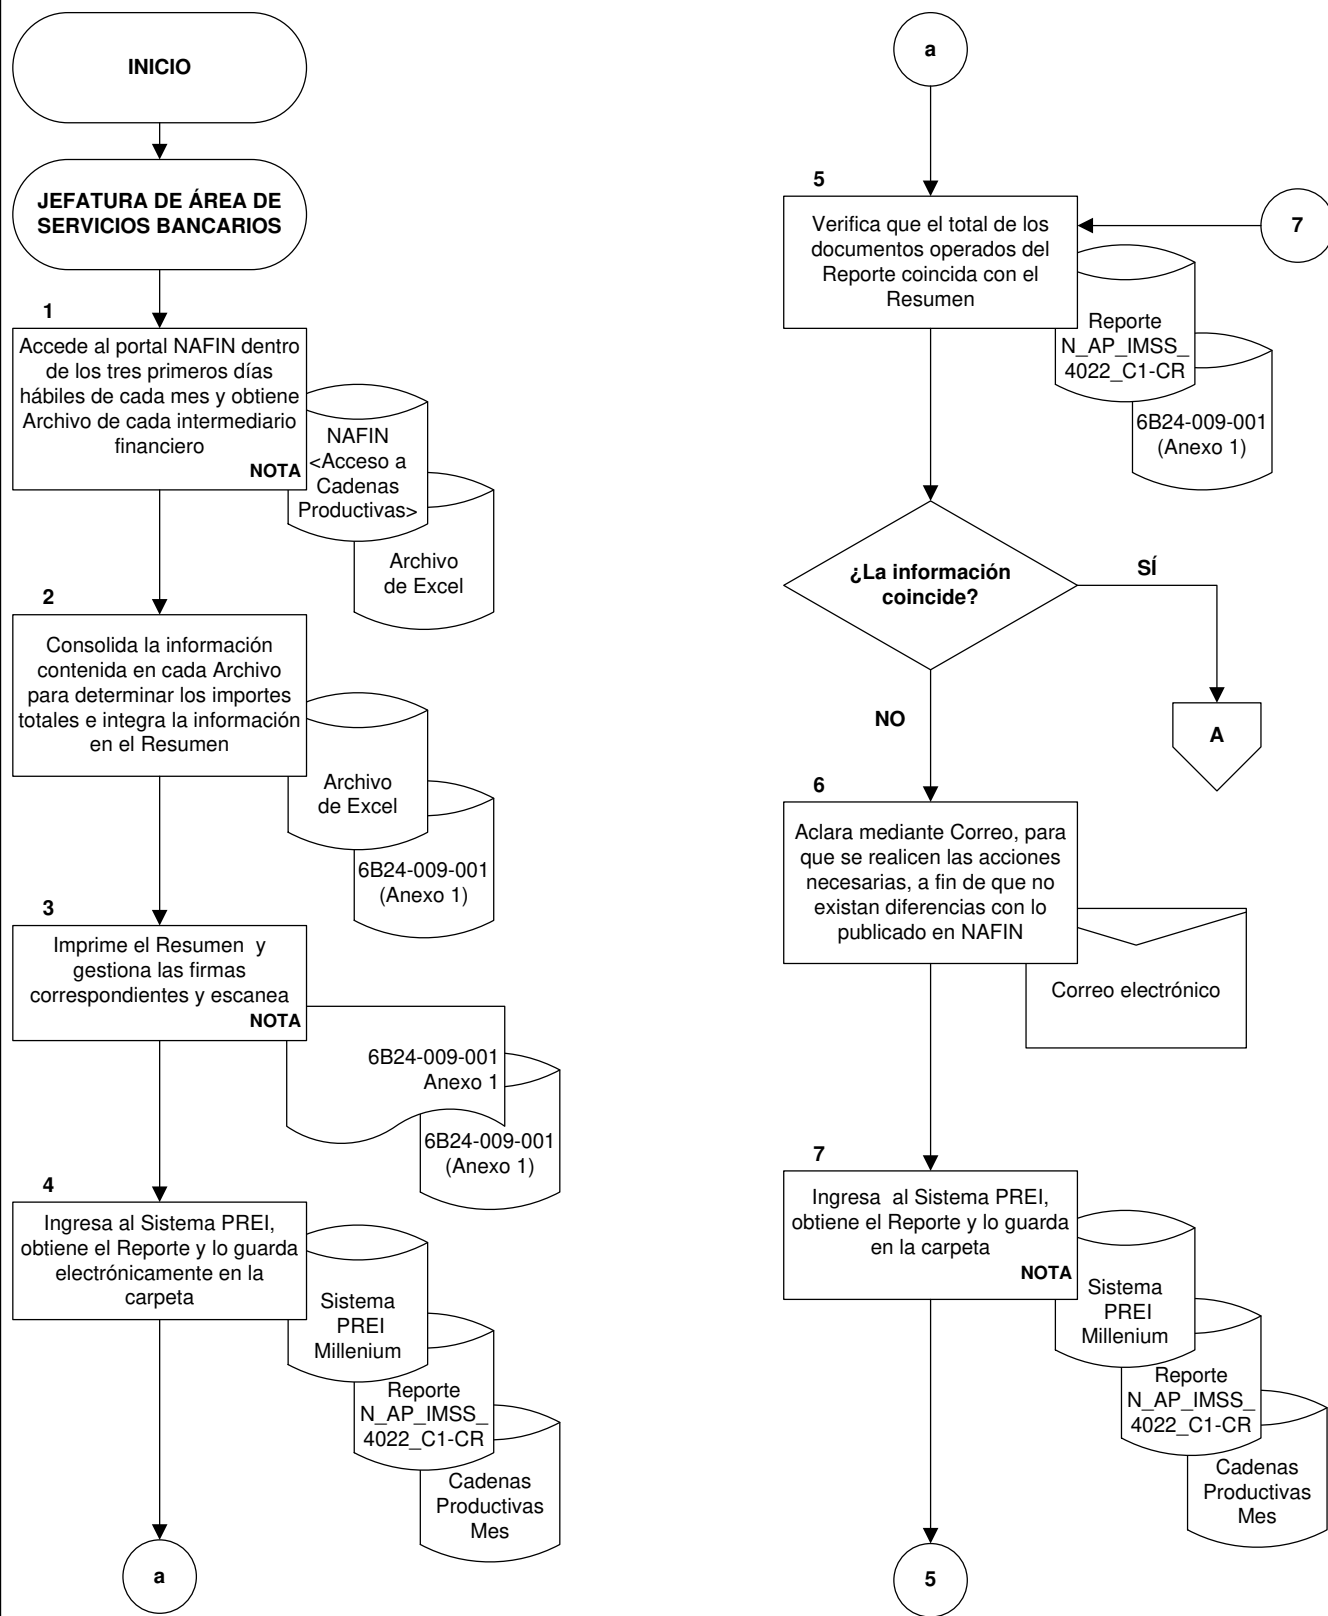 INICIO
JEFATURA DE ÁREA DE
SERVICIOS BANCARIOS
1
Accede al portal NAFIN dentro
de los tres primeros días
hábiles de cada mes y obtiene
Archivo de cada intermediario
financiero
NOTA
NAFIN
<Acceso a
Cadenas
Productivas>
Archivo
de Excel
2
Consolida la información
contenida en cada Archivo
para determinar los importes
totales e integra la información
en el Resumen
Archivo
de Excel
6B24-009-001
(Anexo 1)
3
Imprime el Resumen y
gestiona las firmas
correspondientes y escanea
NOTA
6B24-009-001
Anexo 1
6B24-009-001
(Anexo 1)
4
Ingresa al Sistema PREI,
obtiene el Reporte y lo guarda
electrónicamente en la
carpeta
Sistema
PREI
Millenium
Reporte
N_AP_IMSS_
4022_C1-CR
Cadenas
Productivas
Mes
a
a
5
Verifica que el total de los
documentos operados del
Reporte coincida con el
Resumen
7
Reporte
N_AP_IMSS_
4022_C1-CR
6B24-009-001
(Anexo 1)
¿La información
coincide?
SÍ
A
NO
6
Aclara mediante Correo, para
que se realicen las acciones
necesarias, a fin de que no
existan diferencias con lo
publicado en NAFIN
Correo electrónico
7
Ingresa al Sistema PREI,
obtiene el Reporte y lo guarda
en la carpeta
NOTA
Sistema
PREI
Millenium
Reporte
N_AP_IMSS_
4022_C1-CR
Cadenas
Productivas
Mes
5